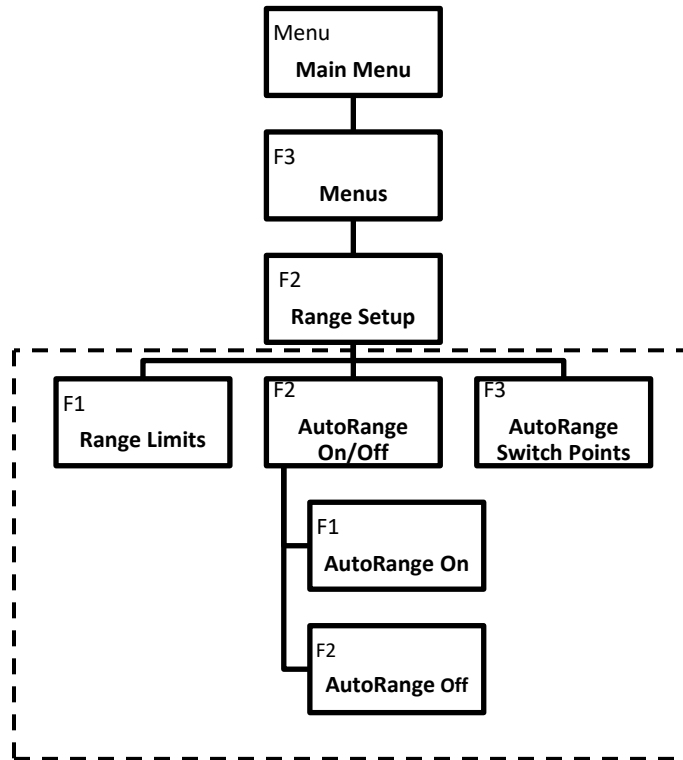 Menu
Main Menu
F3
Menus
F2
Range Setup
F1
Range Limits
F2
AutoRange
On/Off
F3
AutoRange
Switch Points
F1
AutoRange On
F2
AutoRange Off